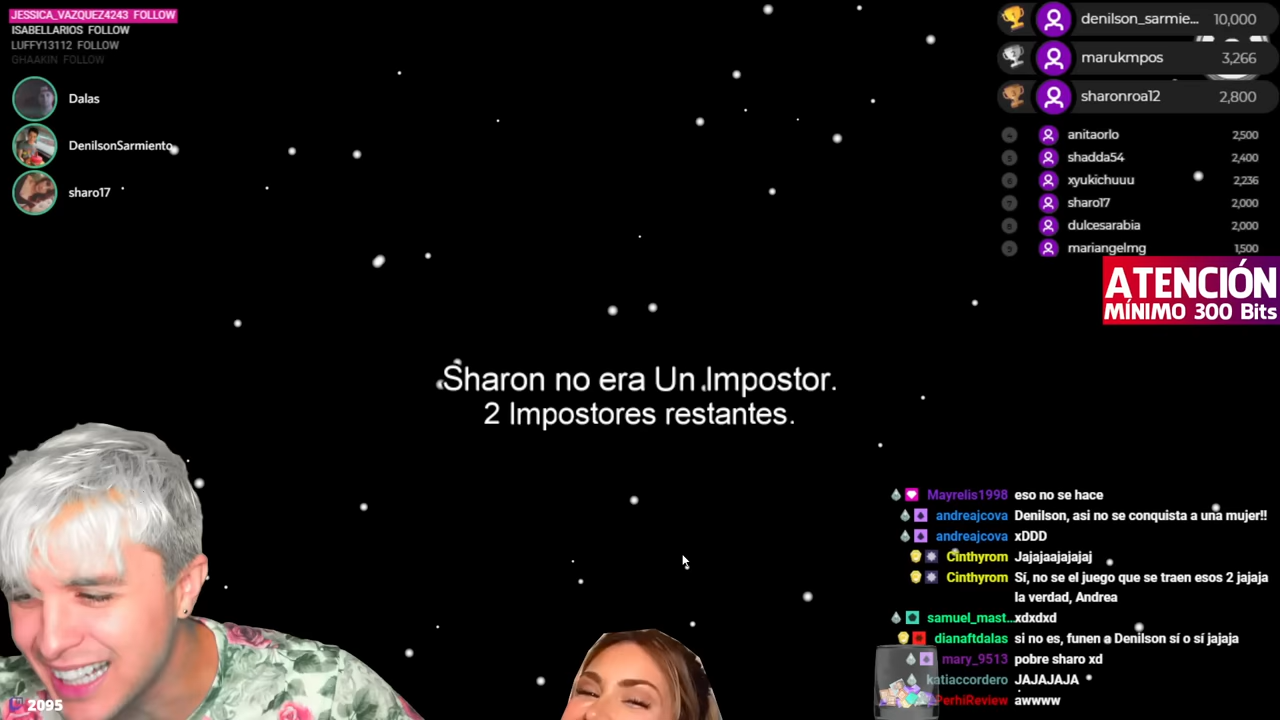 JESSICA_VAZQUEZ4243 FOLLOW
ISABELLARIOS FOLLOW
LUFFY13112 FOLLOW
GHAAKIN FOLLOW
Dalas
DenilsonSarmiento
sharo17
denilson_sarmie... 10,000
marukmpos 3,266
sharonroa12 2,800
anitaorlo 2,500
shadda54 2,400
xyukichuuu 2,236
sharo17 2,000
dulcesarabia 2,000
mariangelmg 1,500
ATENCIÓN
MÍNIMO 300 Bits
Sharon no era Un Impostor.
2 Impostores restantes.
Mayrelis1998 eso no se hace
andreajcova Denilson, asi no se conquista a una mujer!!
andreajcova xDDD
Cinthyrom Jajajaajajajaj
Cinthyrom Sí, no se el juego que se traen esos 2 jajaja
la verdad, Andrea
samuel_mast... xdxdxd
dianaftdalas si no es, funen a Denilson sí o sí jajaja
mary_9513 pobre sharo xd
katiaccordero JAJAJAJA
PerhiReview awwww
2095